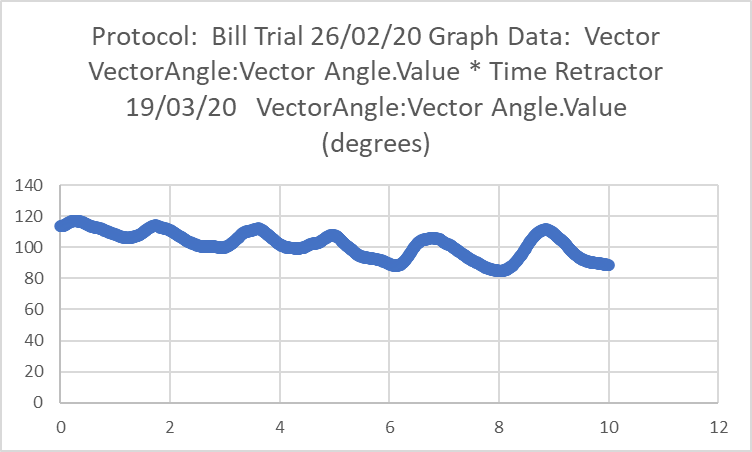 Protocol:  Bill Trial 26/02/20 Graph Data:  Vector
VectorAngle:Vector Angle.Value * Time Retractor
19/03/20   VectorAngle:Vector Angle.Value
(degrees)
140
120
100
80
60
40
20
0
0 2 4 6 8 10 12